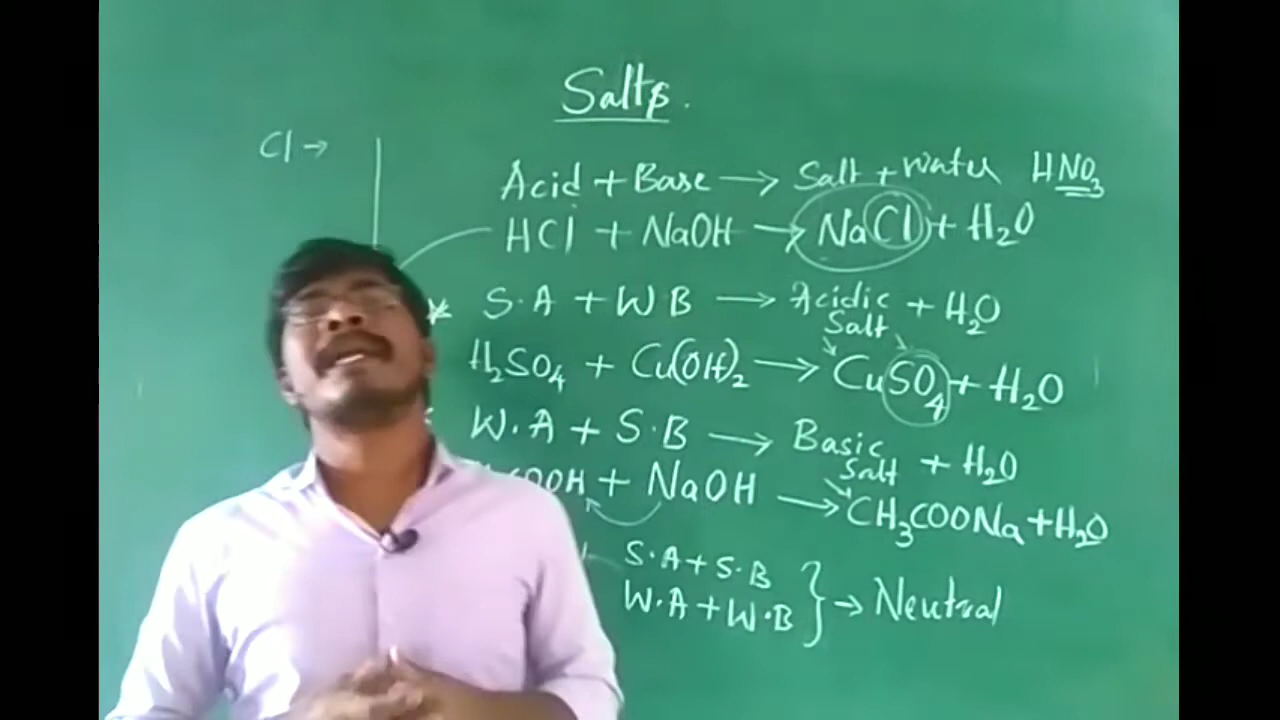 Salts.
Cl →
Acid + Base → Salt + water HNO₃
HCl + NaOH → NaCl + H₂O
* S.A + W.B → Acidic Salt + H₂O
H₂SO₄ + Cu(OH)₂ → CuSO₄ + H₂O
W.A + S.B → Basic Salt + H₂O
COOH + NaOH → CH₃COONa + H₂O
S.A + S.B
W.A + W.B } → Neutral